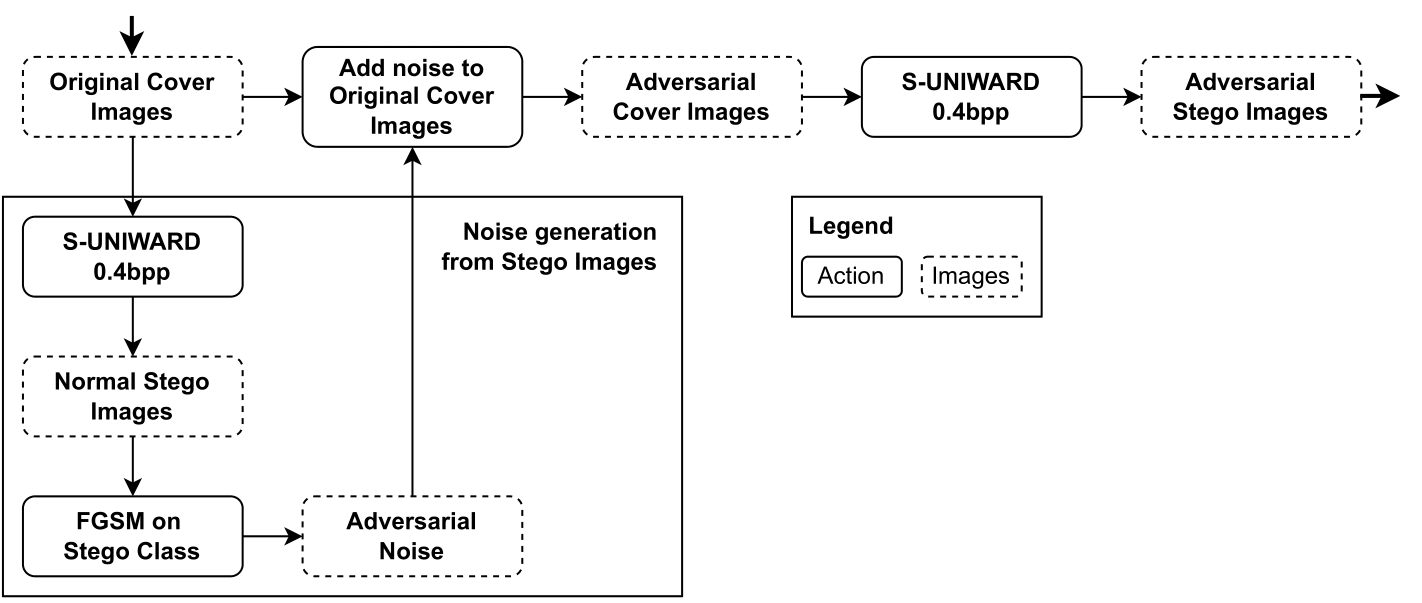 Original Cover
Images
Add noise to
Original Cover
Images
Adversarial
Cover Images
S-UNIWARD
0.4bpp
Adversarial
Stego Images
S-UNIWARD
0.4bpp
Noise generation
from Stego Images
Normal Stego
Images
FGSM on
Stego Class
Adversarial
Noise
Legend
Action
Images